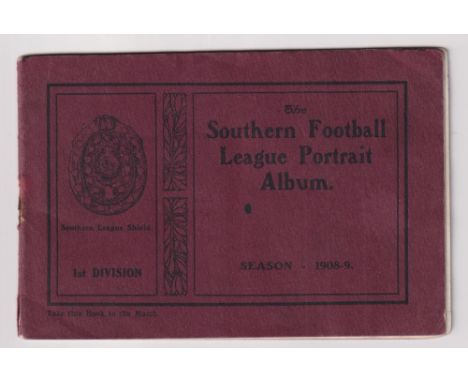 The
Southern Football
League Portrait
Album.
SEASON - 1908-9.
Southern League Shield.
1st DIVISION
Take this Book to the Match.